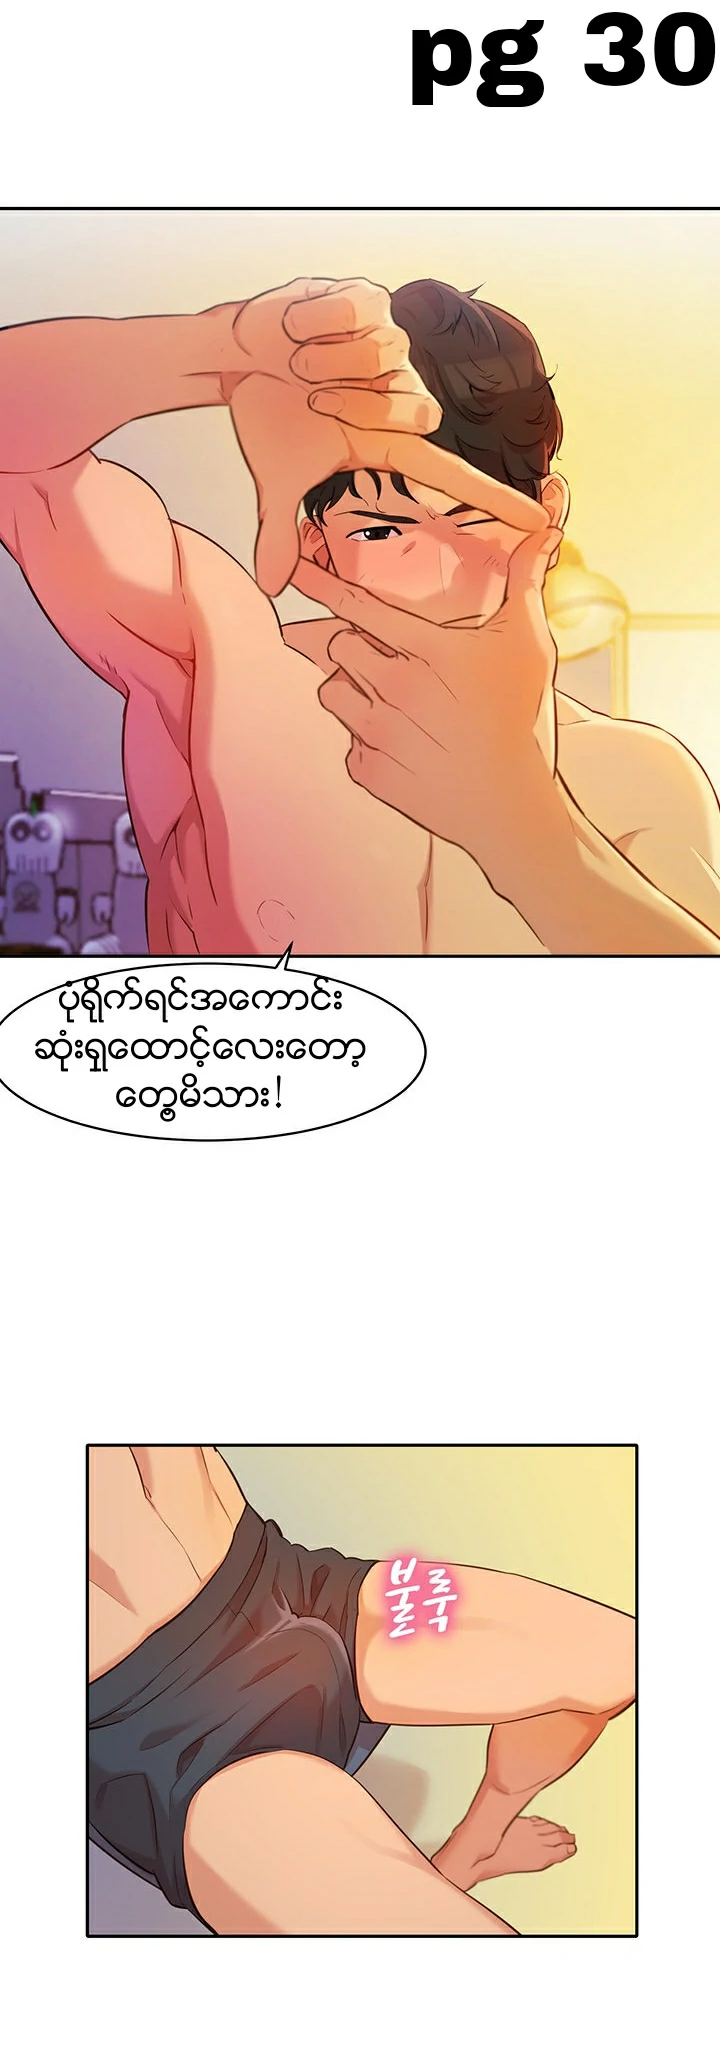 pg 30
ပုံရိုက်ရင်အကောင်း
ဆုံးရှုထောင့်လေးတော့
တွေ့မိသား!
불룩